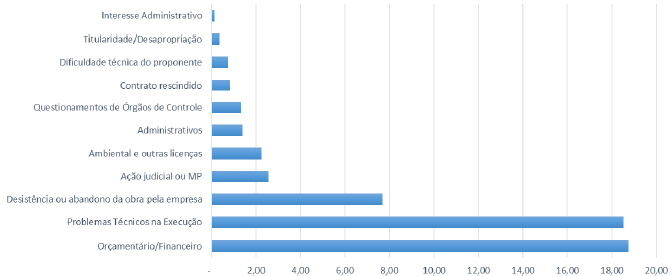 Interesse Administrativo
Titularidade/Desapropriação
Dificuldade técnica do proponente
Contrato rescindido
Questionamentos de Órgãos de Controle
Administrativos
Ambiental e outras licenças
Ação judicial ou MP
Desistência ou abandono da obra pela empresa
Problemas Técnicos na Execução
Orçamentário/Financeiro
- 2,00 4,00 6,00 8,00 10,00 12,00 14,00 16,00 18,00 20,00